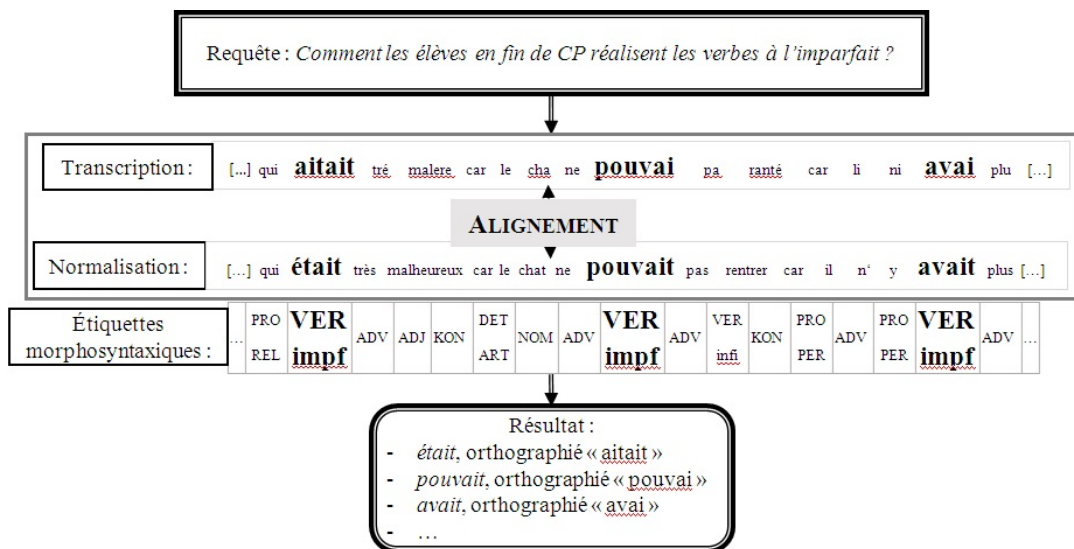 Requête : Comment les élèves en fin de CP réalisent les verbes à l’imparfait ?
Transcription : […] qui aitait tré malere car le cha ne pouvai pa ranté car li ni avai plu […]
ALIGNEMENT
Normalisation : […] qui était très malheureux car le chat ne pouvait pas rentrer car il n‘ y avait plus […]
Étiquettes
morphosyntaxiques :
… PRO VER ADV ADJ KON DET NOM ADV VER ADV VER KON PRO ADV PRO VER ADV …
REL impf ART impf infi PER PER impf
Résultat :
- était, orthographié « aitait »
- pouvait, orthographié « pouvai »
- avait, orthographié « avai »
- …